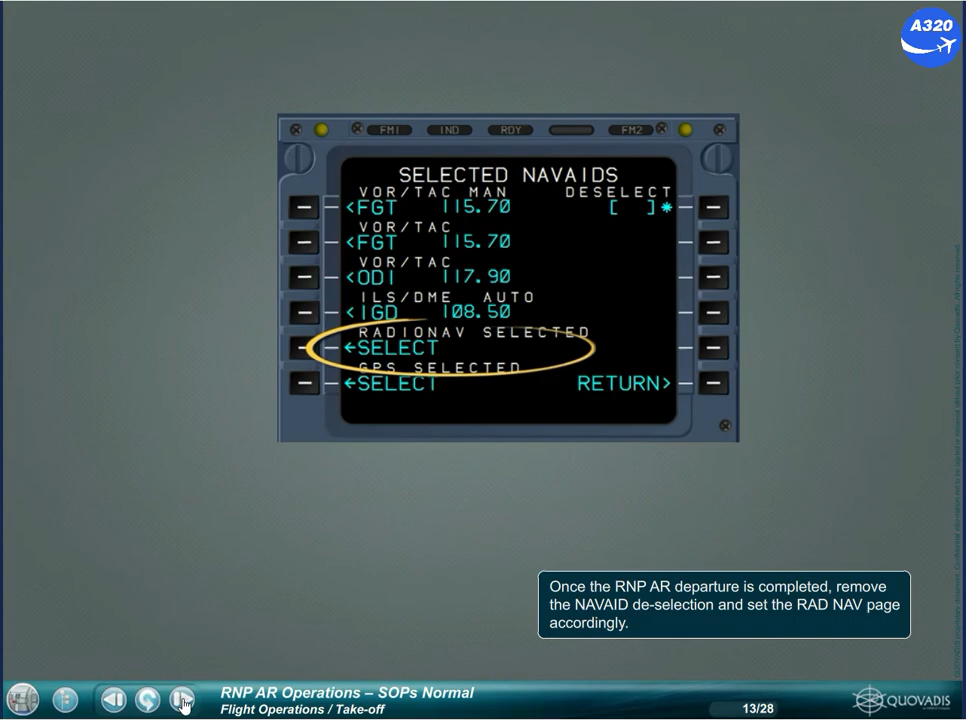 A320
FM1 IND RDY FM2
SELECTED NAVAIDS
VOR/TAC MAN DESELECT
<FGT 115.70 [ ]*
VOR/TAC
<FGT 115.70
VOR/TAC
<ODI 117.90
ILS/DME AUTO
<IGD 108.50
RADIONAV SELECTED
←SELECT
GPS SELECTED
←SELECT RETURN>
Once the RNP AR departure is completed, remove
the NAVAID de-selection and set the RAD NAV page
accordingly.
RNP AR Operations – SOPs Normal
Flight Operations / Take-off
13/28
QUOVADIS